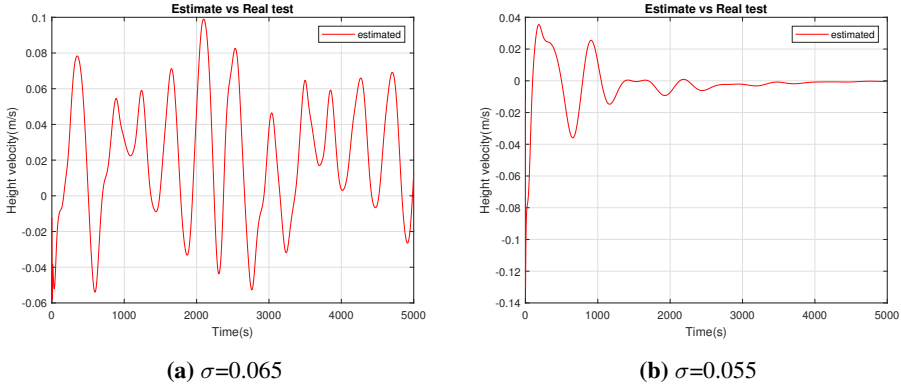 Estimate vs Real test
estimated
0.1
0.08
0.06
0.04
0.02
0
-0.02
-0.04
-0.06
Height velocity(m/s)
0 1000 2000 3000 4000 5000
Time(s)
(a) σ=0.065
Estimate vs Real test
estimated
0.04
0.02
0
-0.02
-0.04
-0.06
-0.08
-0.1
-0.12
-0.14
Height velocity(m/s)
0 1000 2000 3000 4000 5000
Time(s)
(b) σ=0.055